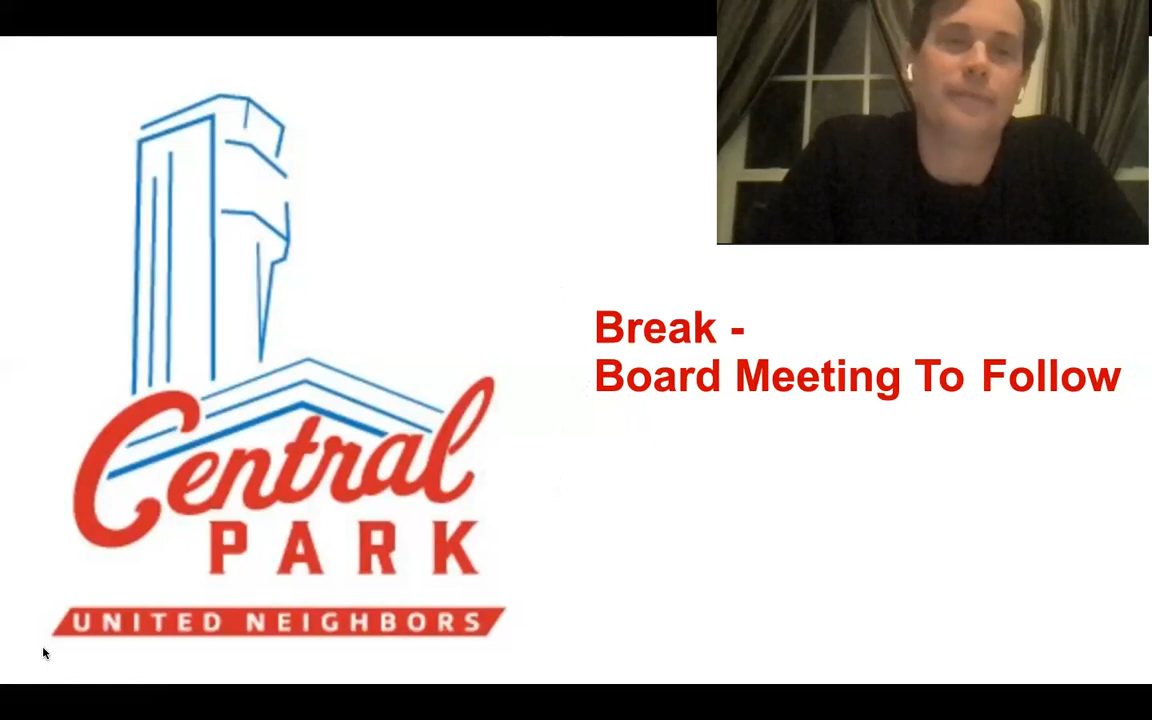 Break -
Board Meeting To Follow
Central
PARK
UNITED NEIGHBORS